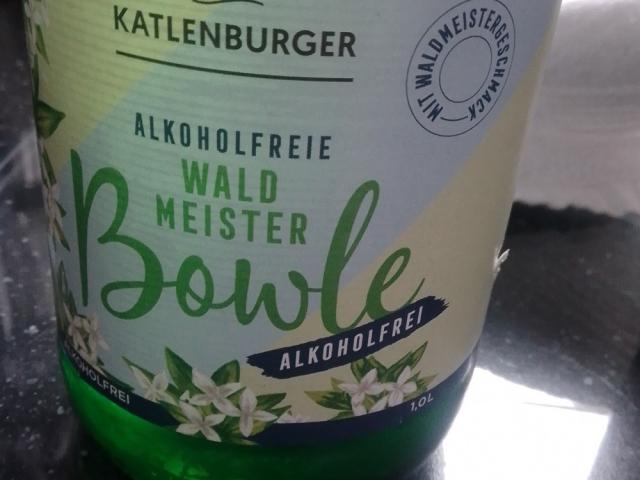 KATLENBURGER
MIT WALDMEISTERGESCHMACK
ALKOHOLFREIE
WALD
MEISTER
Bowle
ALKOHOLFREI
ALKOHOLFREI
1,0L